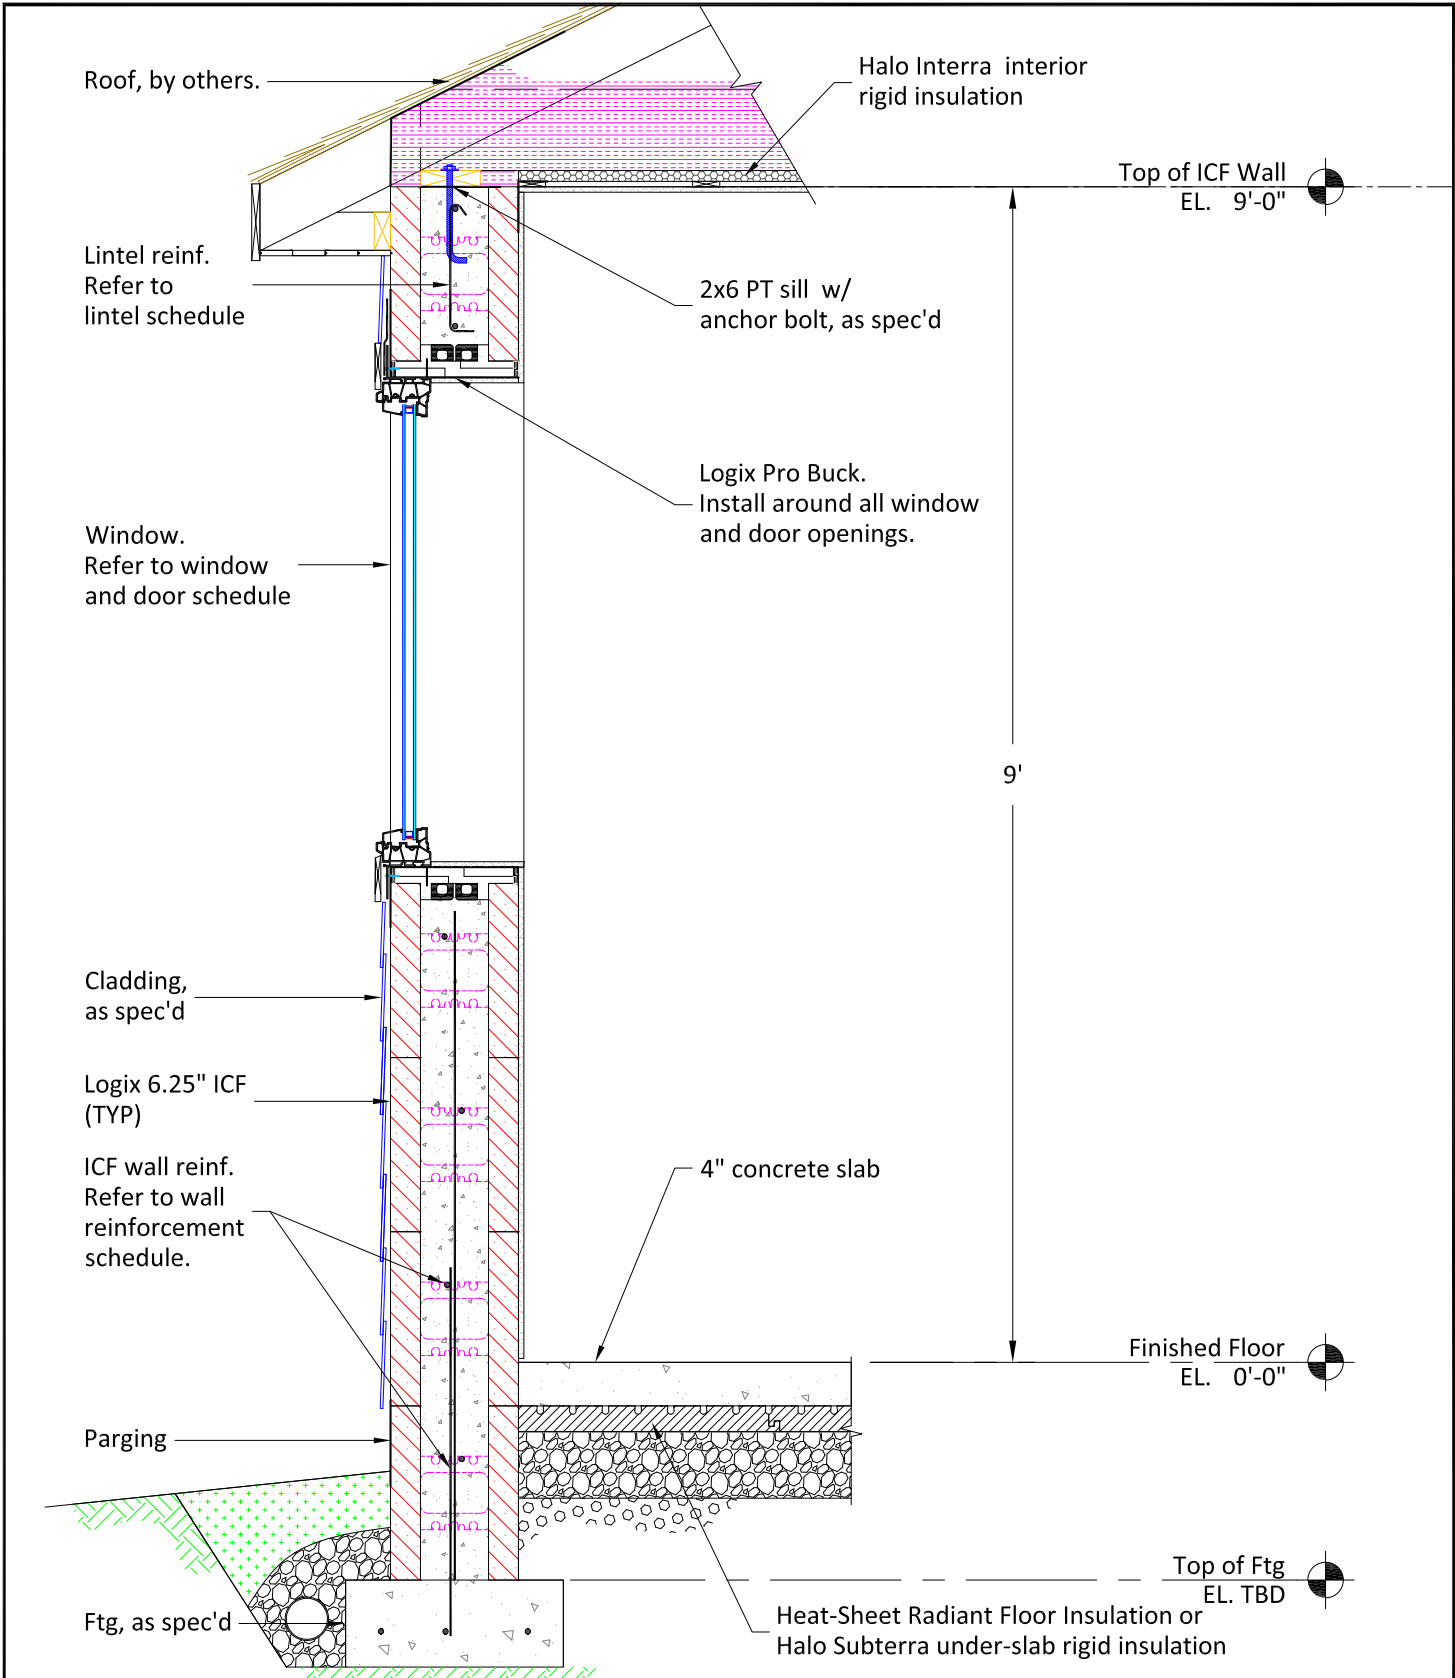 Roof, by others.
Halo Interra interior
rigid insulation
Top of ICF Wall
EL. 9'-0"
Lintel reinf.
Refer to
lintel schedule
2x6 PT sill w/
anchor bolt, as spec'd
Logix Pro Buck.
Install around all window
and door openings.
Window.
Refer to window
and door schedule
9'
Cladding,
as spec'd
Logix 6.25" ICF
(TYP)
ICF wall reinf.
Refer to wall
reinforcement
schedule.
4" concrete slab
Finished Floor
EL. 0'-0"
Parging
Top of Ftg
EL. TBD
Ftg, as spec'd
Heat-Sheet Radiant Floor Insulation or
Halo Subterra under-slab rigid insulation